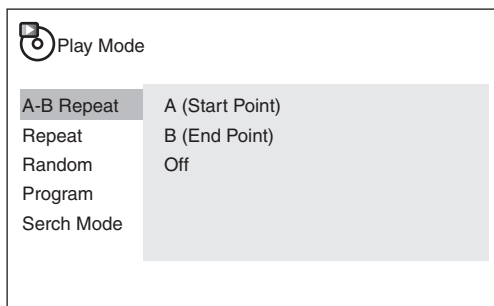 Play Mode
A-B Repeat A (Start Point)
Repeat B (End Point)
Random Off
Program
Serch Mode